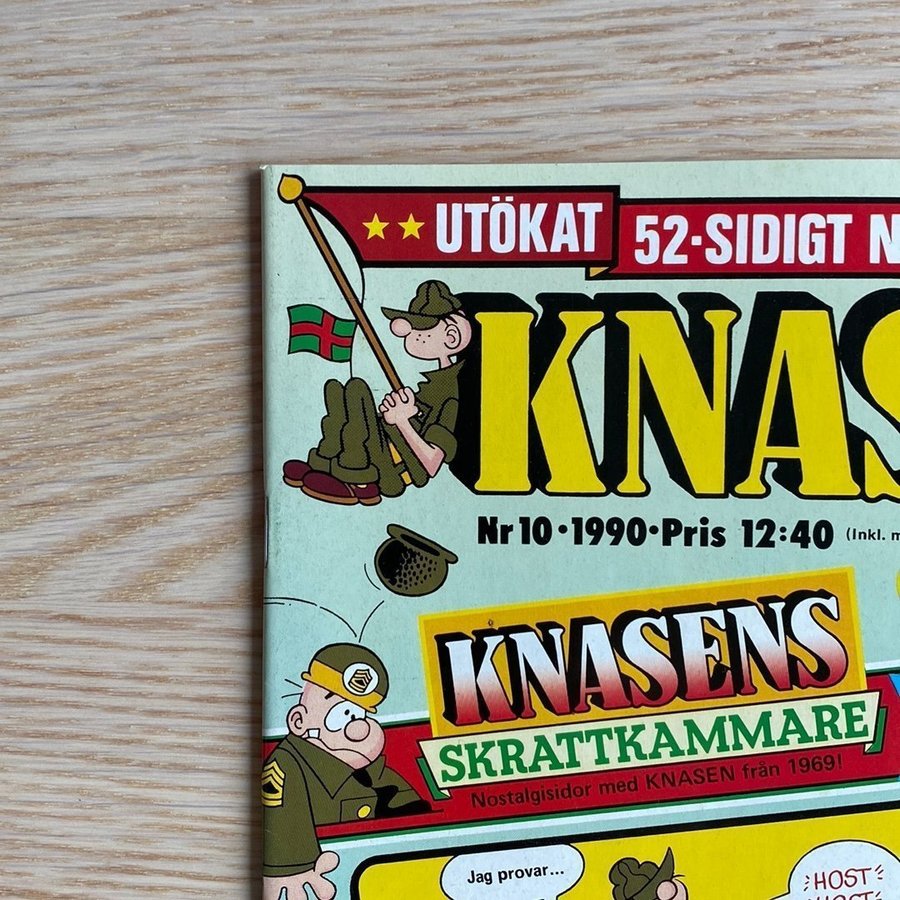 UTÖKAT
52·SIDIGT N
KNAS
Nr 10·1990·Pris 12:40 (Inkl. m
KNASENS
SKRATTKAMMARE
Nostalgisidor med KNASEN från 1969!
Jag provar...
HOST
HOST